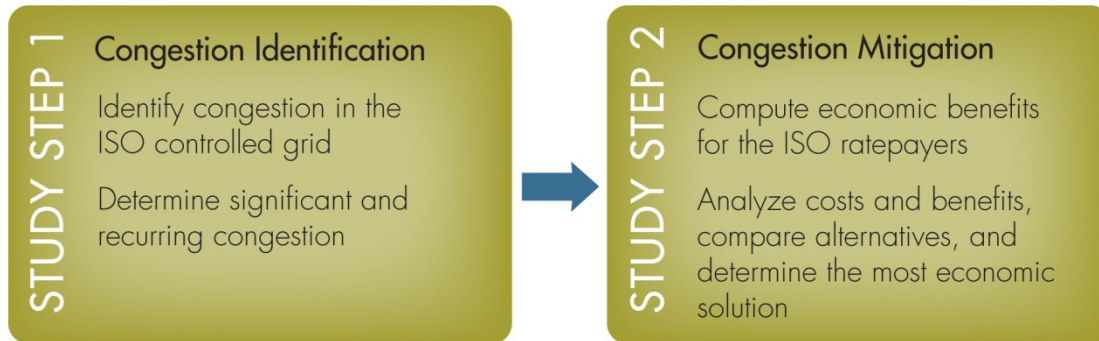 STUDY STEP 1
Congestion Identification
Identify congestion in the
ISO controlled grid
Determine significant and
recurring congestion
STUDY STEP 2
Congestion Mitigation
Compute economic benefits
for the ISO ratepayers
Analyze costs and benefits,
compare alternatives, and
determine the most economic
solution